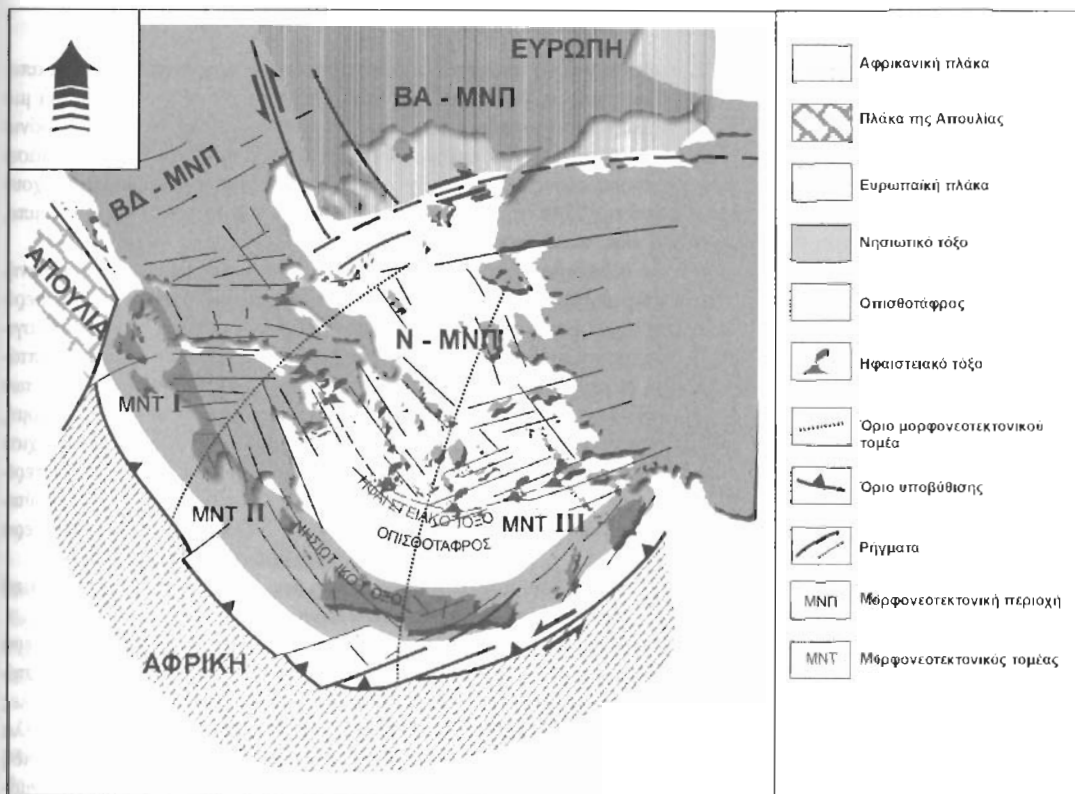 ΕΥΡΩΠΗ
ΒΑ - ΜΝΠ
ΒΔ - ΜΝΠ
ΑΠΟΥΛΙΑ
Ν - ΜΝΠ
ΜΝΤ I
ΜΝΤ II
ΜΝΤ III
ΗΦΑΙΣΤΕΙΑΚΟ ΤΟΞΟ
ΟΠΙΣΘΟΤΑΦΡΟΣ
ΝΗΣΙΩΤΙΚΟ ΤΟΞΟ
ΑΦΡΙΚΗ
Αφρικανική πλάκα
Πλάκα της Απουλίας
Ευρωπαϊκή πλάκα
Νησιωτικό τόξο
Οπισθοτάφρος
Ηφαιστειακό τόξο
Όριο μορφονεοτεκτονικού
τομέα
Όριο υποβύθισης
Ρήγματα
ΜΝΠ Μορφονεοτεκτονική περιοχή
ΜΝΤ Μορφονεοτεκτονικός τομέας